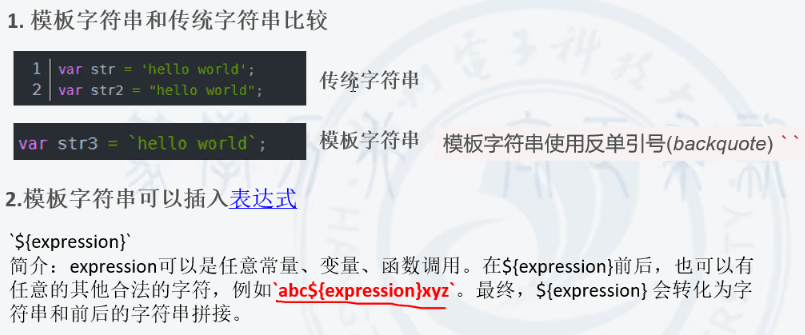 1. 模板字符串和传统字符串比较
1 var str = 'hello world';
2 var str2 = "hello world";
传统字符串
var str3 = `hello world`;
模板字符串
模板字符串使用反单引号(backquote) ``
2.模板字符串可以插入表达式
`${expression}`
简介：expression可以是任意常量、变量、函数调用。在${expression}前后，也可以有
任意的其他合法的字符，例如`abc${expression}xyz`。最终，${expression} 会转化为字
符串和前后的字符串拼接。